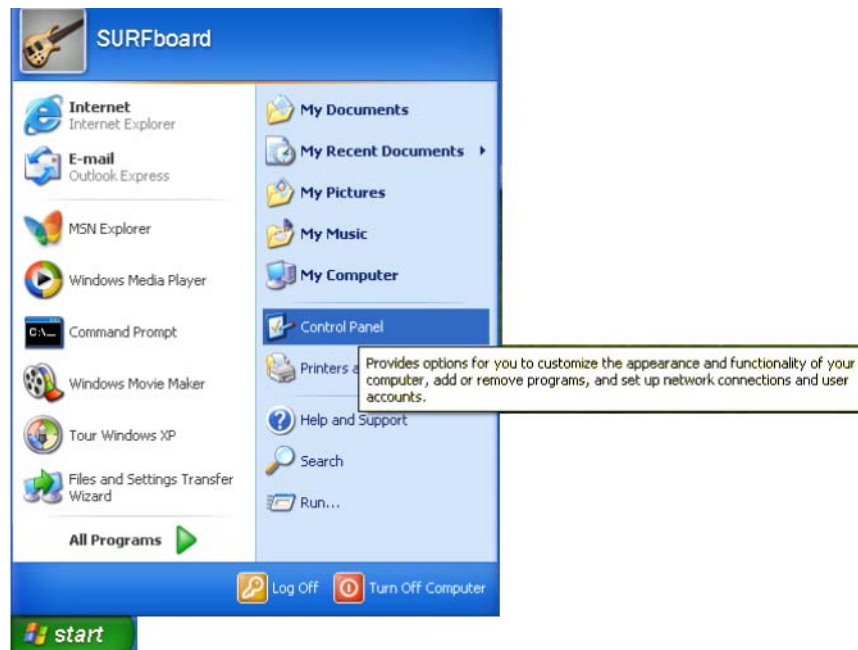 SURFboard
Internet
Internet Explorer
E-mail
Outlook Express
MSN Explorer
Windows Media Player
C:\_
Command Prompt
Windows Movie Maker
Tour Windows XP
Files and Settings Transfer
Wizard
All Programs
My Documents
My Recent Documents
My Pictures
My Music
My Computer
Control Panel
Printers a
Provides options for you to customize the appearance and functionality of your
computer, add or remove programs, and set up network connections and user
accounts.
Help and Support
Search
Run...
Log Off
Turn Off Computer
start